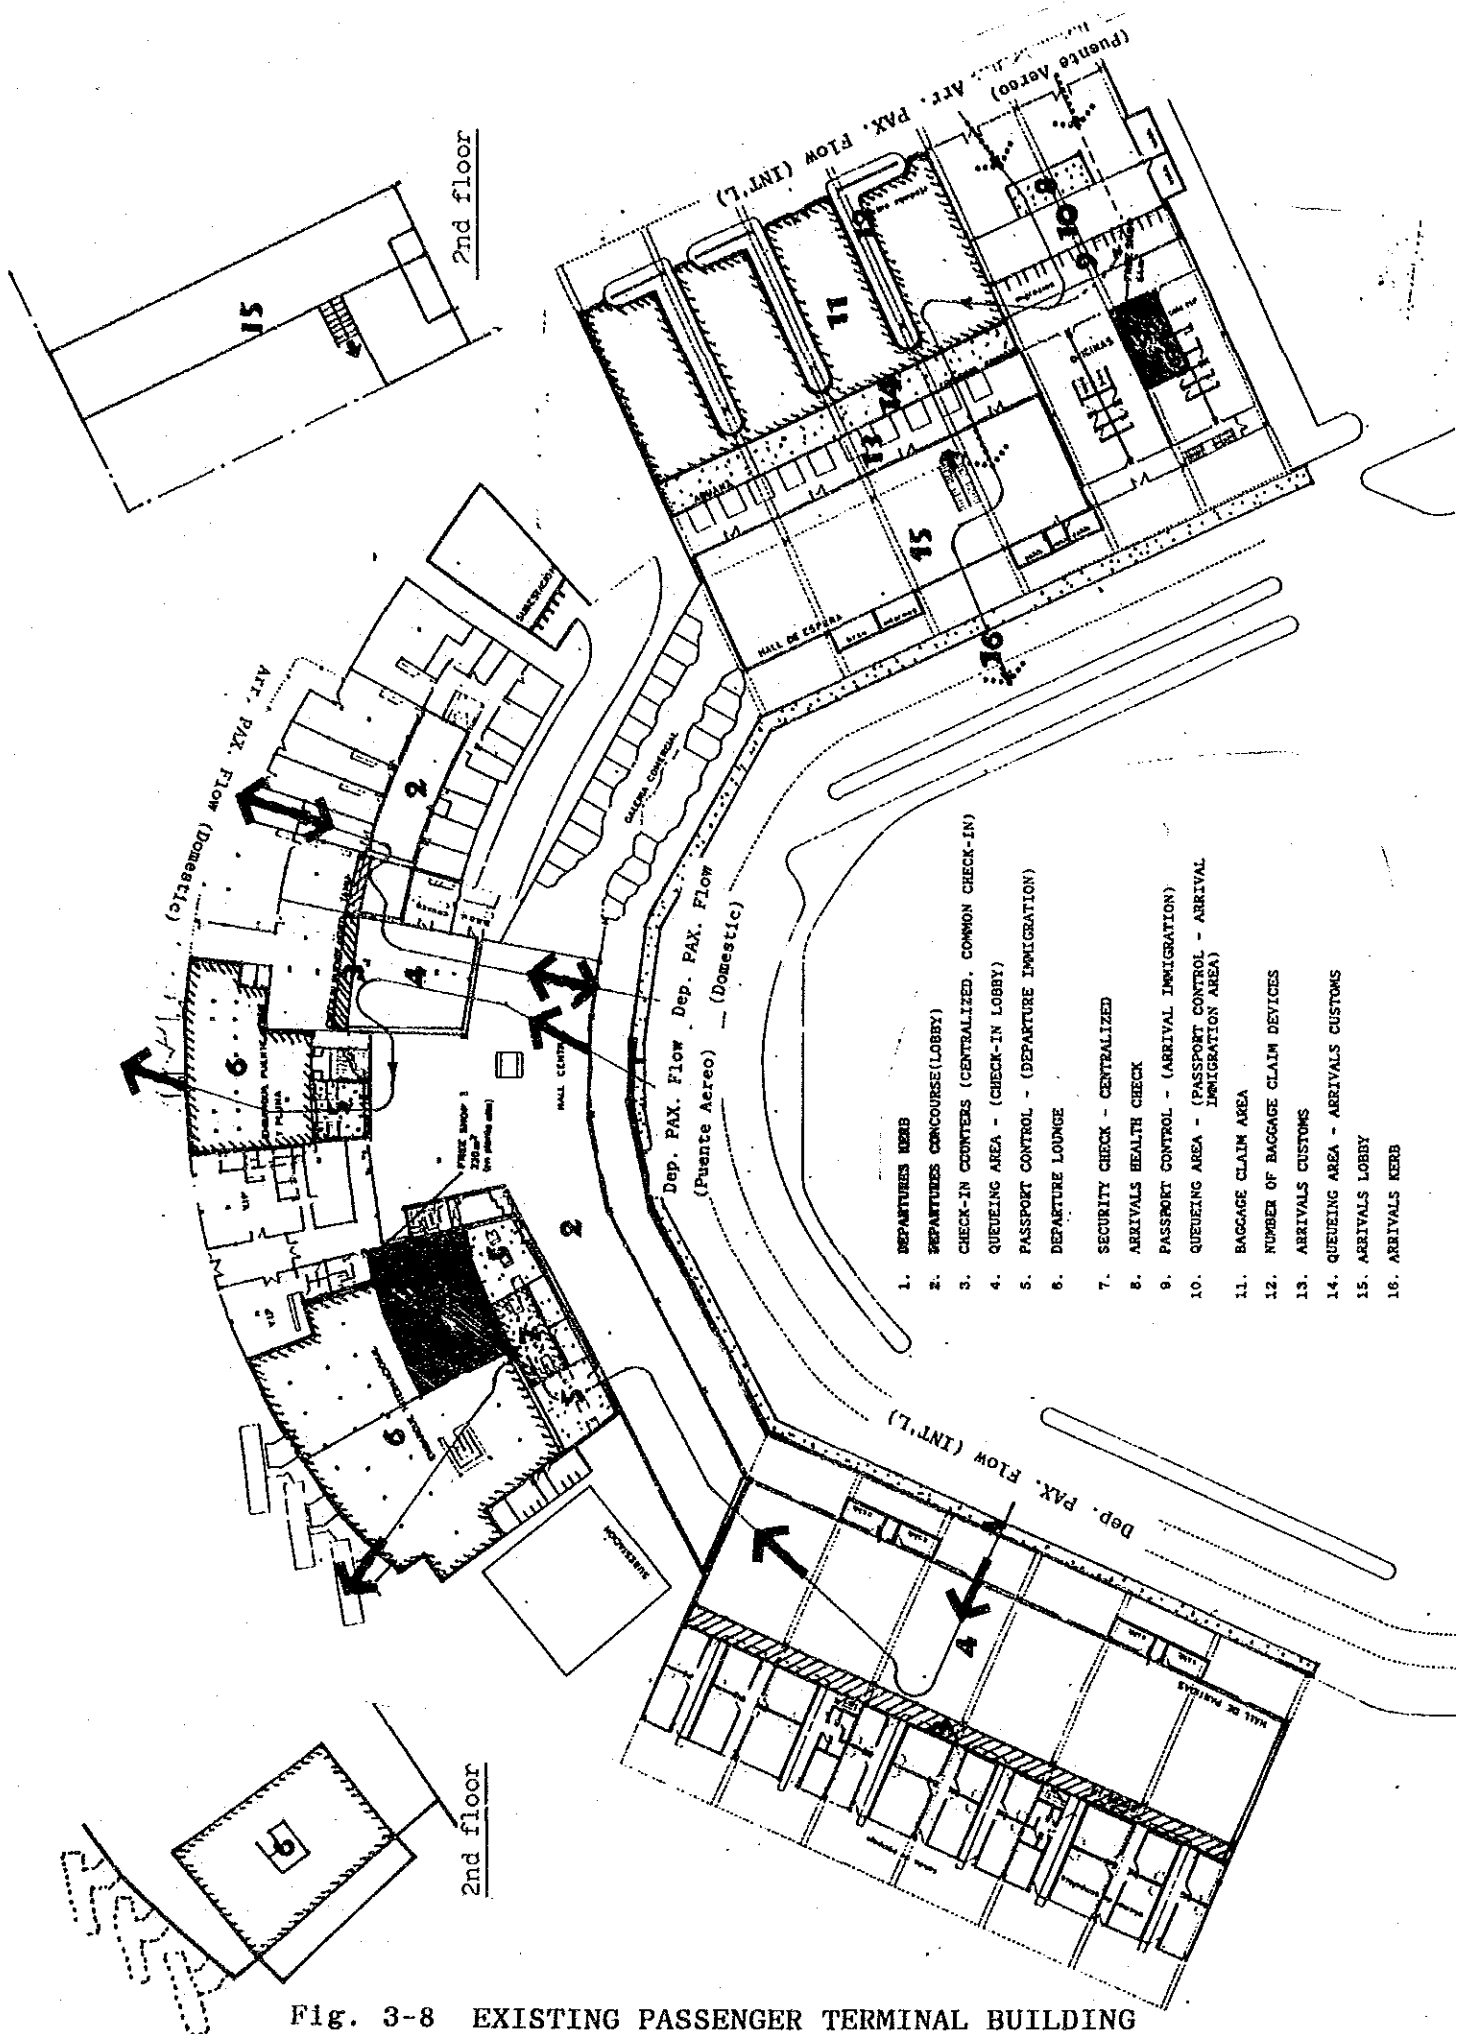 2nd floor
15
(Puente Aereo)
PAX. Flow (INT'L)
Arr. PAX.
11
12
8
10
9
14
13
ADUANA
OFICINAS
15
HALL DE ESPERA
16
SUBESTACION
GALERIA COMERCIAL
Arr. PAX. Flow (Domestic)
2
3
4
6
HALL CENTRAL
FREE SHOP
VIP
VIP
2
5
7
5
6
SUBESTACION
Dep. PAX. Flow
(Domestic)
Dep. PAX. Flow
(Puente Aereo)
1. DEPARTURES KERB
2. DEPARTURES CONCOURSE(LOBBY)
3. CHECK-IN COUNTERS (CENTRALIZED, COMMON CHECK-IN)
4. QUEUEING AREA - (CHECK-IN LOBBY)
5. PASSPORT CONTROL - (DEPARTURE IMMIGRATION)
6. DEPARTURE LOUNGE
7. SECURITY CHECK - CENTRALIZED
8. ARRIVALS HEALTH CHECK
9. PASSPORT CONTROL - (ARRIVAL IMMIGRATION)
10. QUEUEING AREA - (PASSPORT CONTROL - ARRIVAL
IMMIGRATION AREA)
11. BAGGAGE CLAIM AREA
12. NUMBER OF BAGGAGE CLAIM DEVICES
13. ARRIVALS CUSTOMS
14. QUEUEING AREA - ARRIVALS CUSTOMS
15. ARRIVALS LOBBY
16. ARRIVALS KERB
Dep. PAX. Flow (INT'L)
4
HALL DE PARTIDAS
2nd floor
6
Fig. 3-8 EXISTING PASSENGER TERMINAL BUILDING